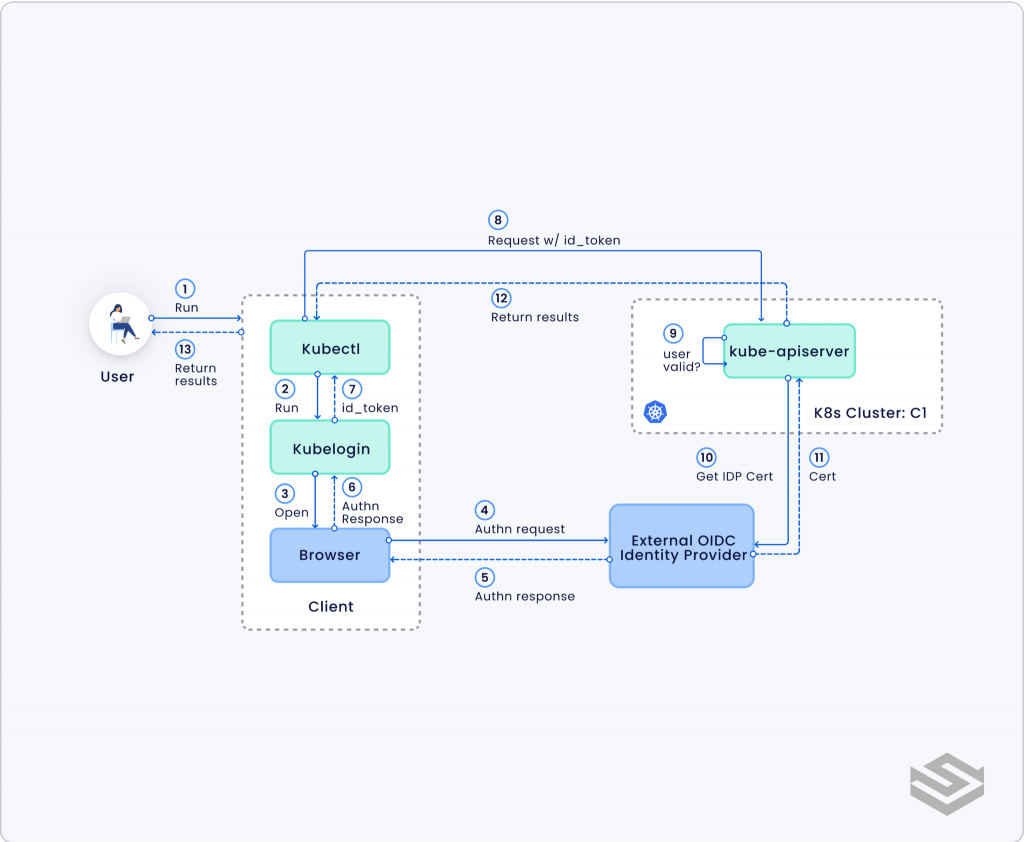 8
Request w/ id_token
1
Run
12
Return results
13
Return
results
User
Kubectl
9
user
valid?
kube-apiserver
K8s Cluster: C1
2
Run
7
id_token
Kubelogin
10
Get IDP Cert
11
Cert
3
Open
6
Authn
Response
4
Authn request
Browser
External OIDC
Identity Provider
5
Authn response
Client